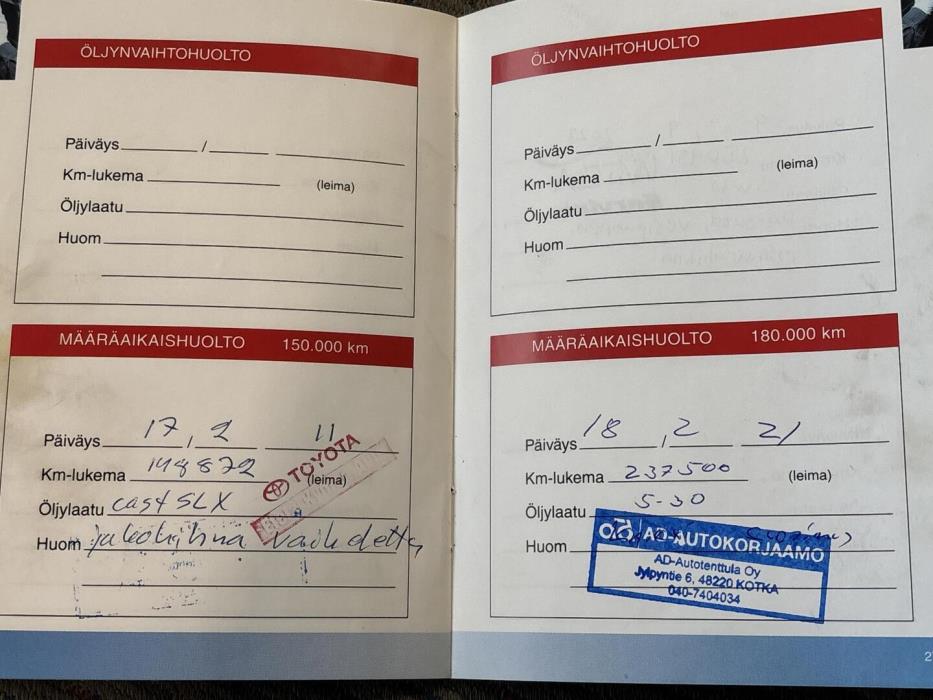 ÖLJYNVAIHTOHUOLTO
Päiväys / 
Km-lukema (leima)
Öljylaatu
Huom
MÄÄRÄAIKAISHUOLTO 150.000 km
Päiväys 17 , 2 11
Km-lukema 148872 (leima)
TOYOTA
Öljylaatu cast SLX
Huom jakohihna vaihdettu
ÖLJYNVAIHTOHUOLTO
Päiväys /
Km-lukema (leima)
Öljylaatu
Huom
MÄÄRÄAIKAISHUOLTO 180.000 km
Päiväys 18 , 2 21
Km-lukema 237500 (leima)
Öljylaatu 5-30
Huom
AD-AUTOKORJAAMO
AD-Autotenttula Oy
Jylpyntie 6, 48220 KOTKA
040-7404034